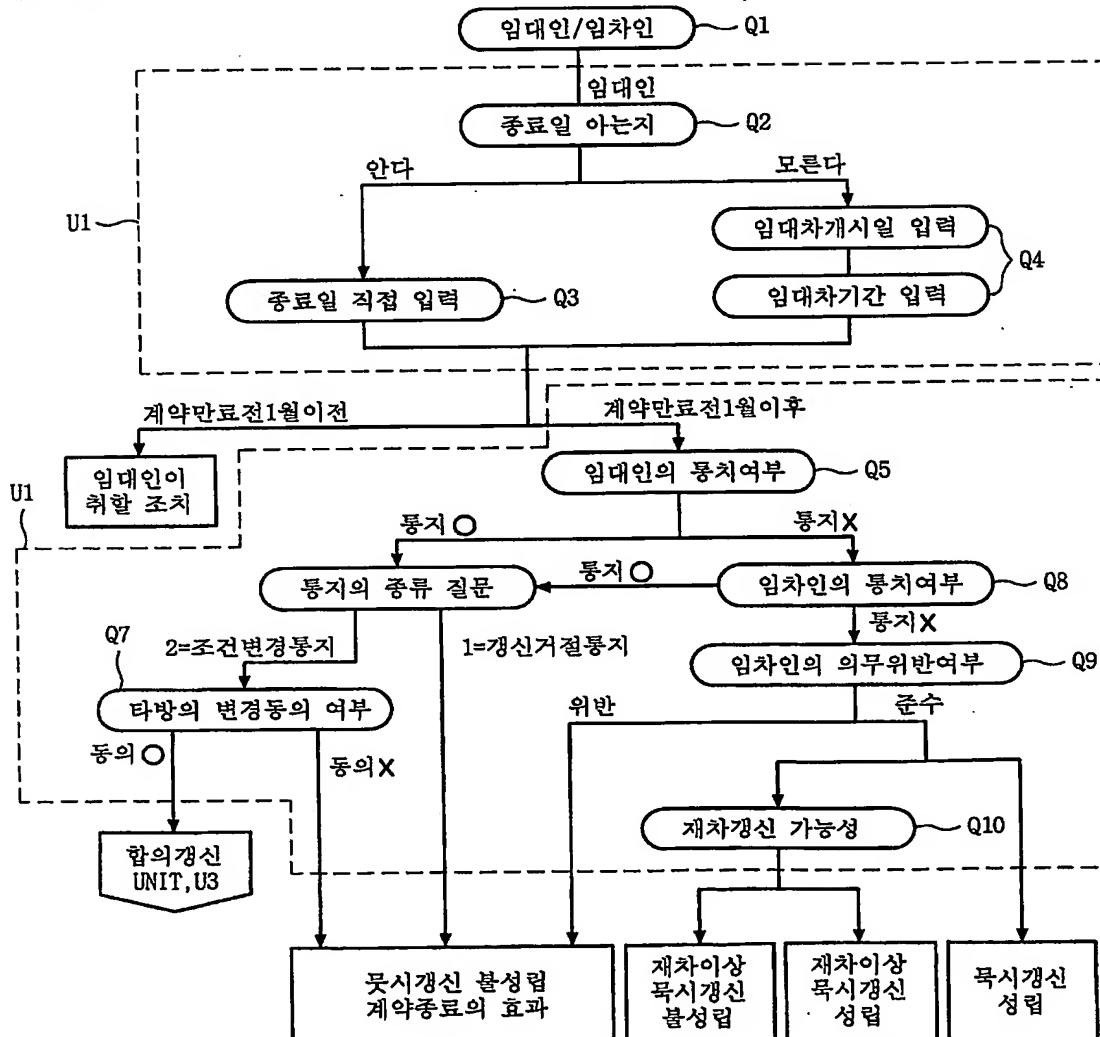 임대인/임차인
Q1
임대인
종료일 아는지
Q2
안다
모른다
U1
임대차개시일 입력
Q4
종료일 직접 입력
Q3
임대차기간 입력
계약만료전1월이전
계약만료전1월이후
임대인이
취할 조치
임대인의 통치여부
Q5
U1
통지○
통지X
통지의 종류 질문
통지○
임차인의 통치여부
Q8
Q7
2=조건변경통지
1=갱신거절통지
통지X
임차인의 의무위반여부
Q9
타방의 변경동의 여부
위반
준수
동의○
동의X
재차갱신 가능성
Q10
합의갱신
UNIT,U3
믓시갱신 불성립
계약종료의 효과
재차이상
묵시갱신
불성립
재차이상
묵시갱신
성립
묵시갱신
성립